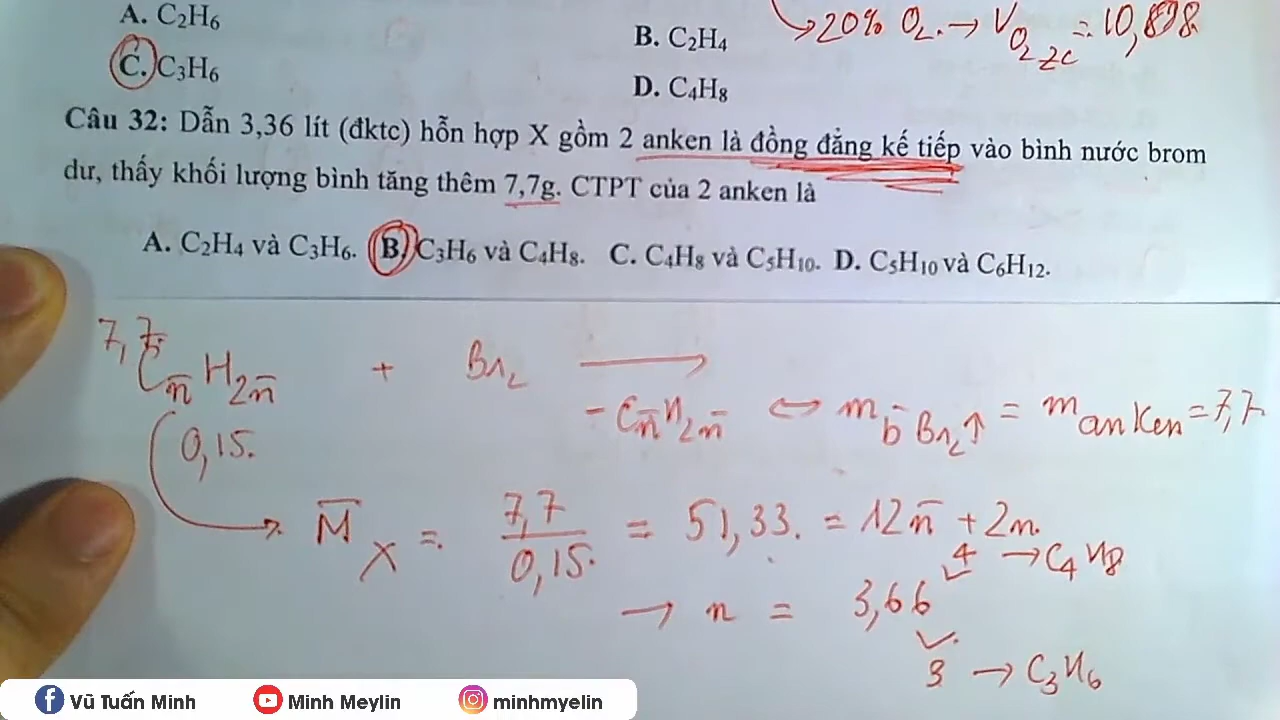 A. C₂H₆
B. C₂H₄
↳ 20% O₂. → V O₂ zc = 10,898
C. C₃H₆
D. C₄H₈
Câu 32: Dẫn 3,36 lít (đktc) hỗn hợp X gồm 2 anken là đồng đẳng kế tiếp vào bình nước brom
dư, thấy khối lượng bình tăng thêm 7,7g. CTPT của 2 anken là
A. C₂H₄ và C₃H₆. B. C₃H₆ và C₄H₈. C. C₄H₈ và C₅H₁₀. D. C₅H₁₀ và C₆H₁₂.
7,7.
C n̄ H 2n̄ + Br₂ →
- C n̄ H 2n̄ ⇔ m b̄ Br₂ ↑ = m anken = 7,7
0,15.
→ M̄ X = 7,7 / 0,15. = 51,33. = 12n̄ + 2n.
4 → C₄H₈
→ n = 3,66
3 → C₃H₆
Vũ Tuấn Minh Minh Meylin minhmyelin